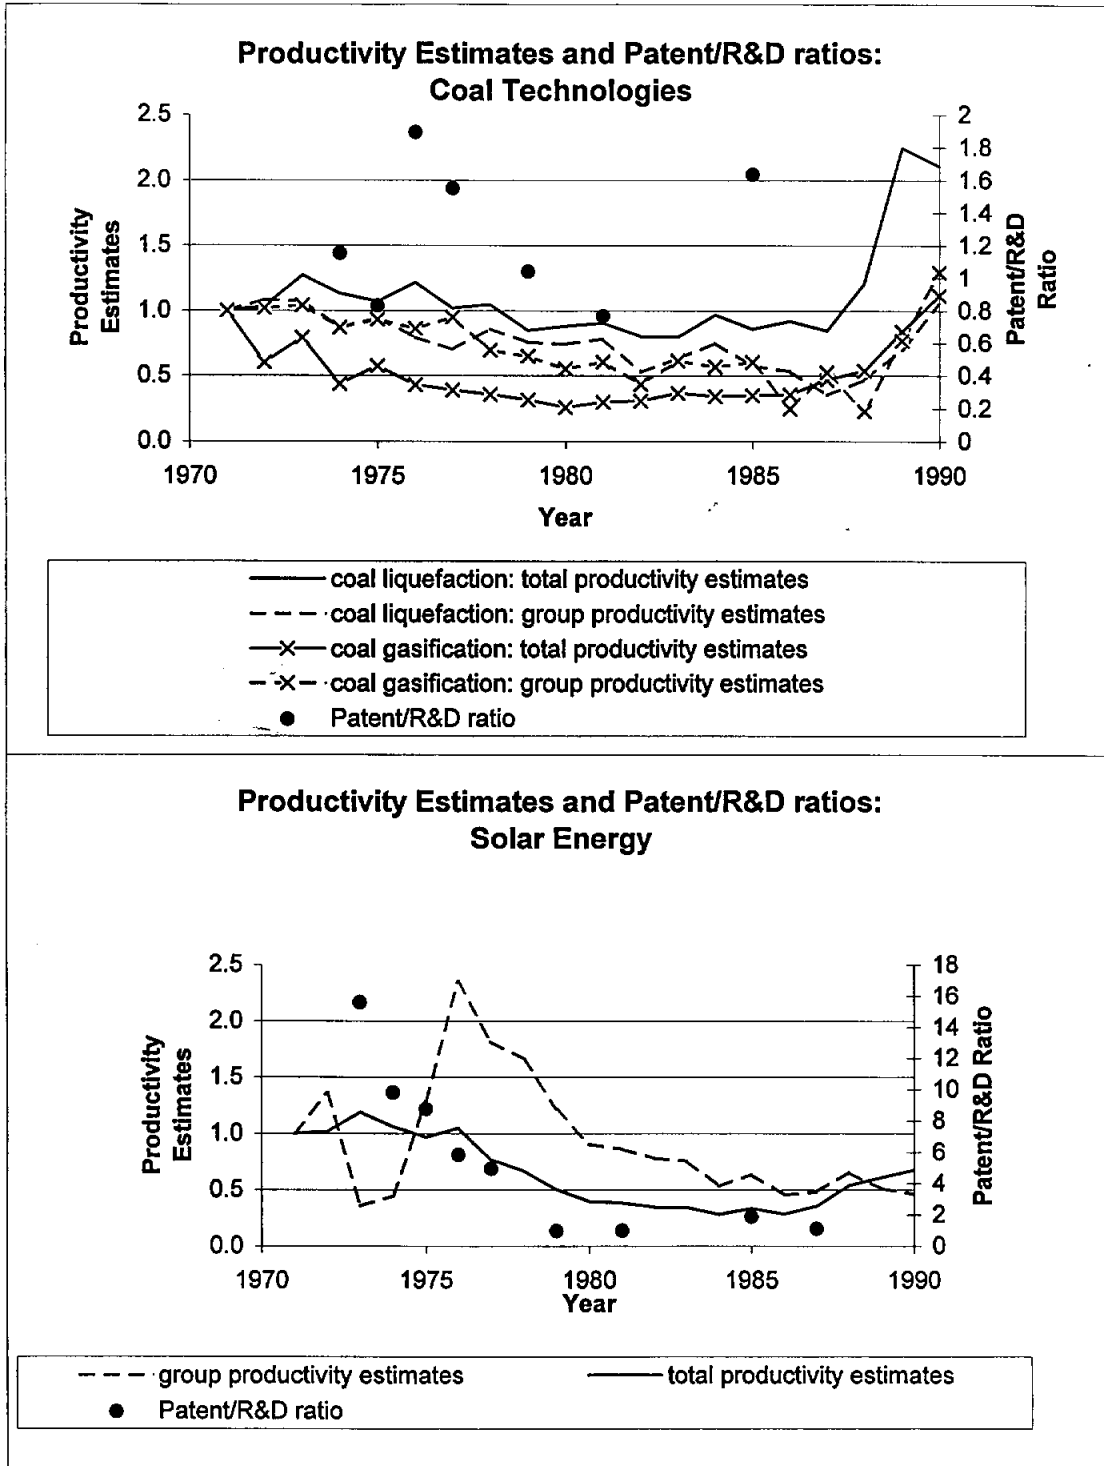 Productivity Estimates and Patent/R&D ratios:
Coal Technologies
2.5
2.0
1.5
1.0
0.5
0.0
Productivity
Estimates
2
1.8
1.6
1.4
1.2
1
0.8
0.6
0.4
0.2
0
Patent/R&D
Ratio
1970
1975
1980
1985
1990
Year
coal liquefaction: total productivity estimates
coal liquefaction: group productivity estimates
coal gasification: total productivity estimates
coal gasification: group productivity estimates
Patent/R&D ratio
Productivity Estimates and Patent/R&D ratios:
Solar Energy
2.5
2.0
1.5
1.0
0.5
0.0
Productivity
Estimates
18
16
14
12
10
8
6
4
2
0
Patent/R&D Ratio
1970
1975
1980
1985
1990
Year
group productivity estimates
total productivity estimates
Patent/R&D ratio